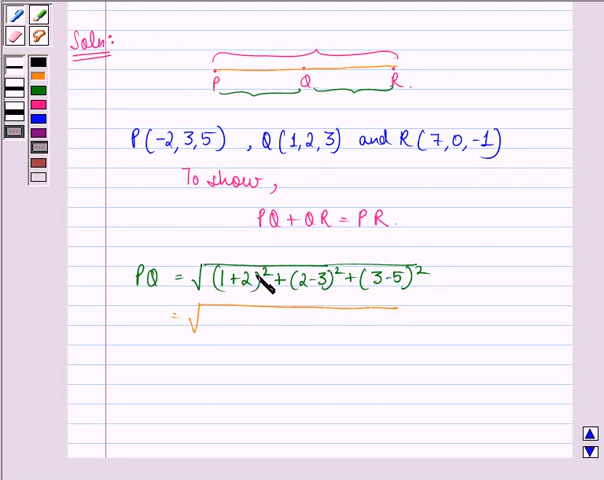 Soln:
P Q R.
P(-2,3,5) , Q(1,2,3) and R(7,0,-1)
To show,
PQ+QR=PR.
PQ = √(1+2)²+(2-3)²+(3-5)²
= √